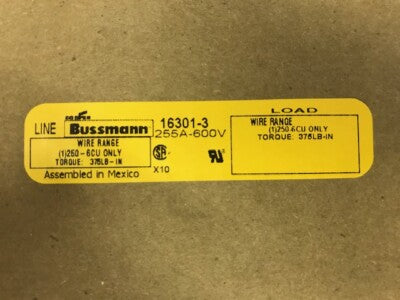 COOPER
LINE Bussmann
16301-3
255A-600V
WIRE RANGE
(1)250-6CU ONLY
TORQUE: 375LB-IN
Assembled in Mexico
X10
LOAD
WIRE RANGE
(1)250-6CU ONLY
TORQUE: 375LB-IN